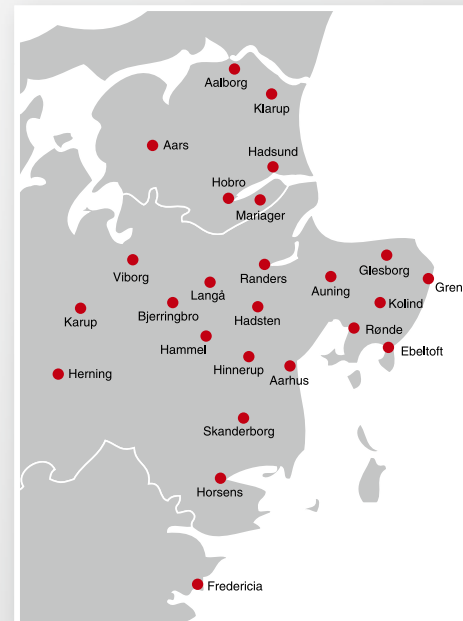 Aalborg
Klarup
Aars
Hadsund
Hobro
Mariager
Viborg
Randers
Glesborg
Langå
Auning
Gren
Karup
Bjerringbro
Hadsten
Kolind
Hammel
Rønde
Hinnerup
Ebeltoft
Aarhus
Herning
Skanderborg
Horsens
Fredericia